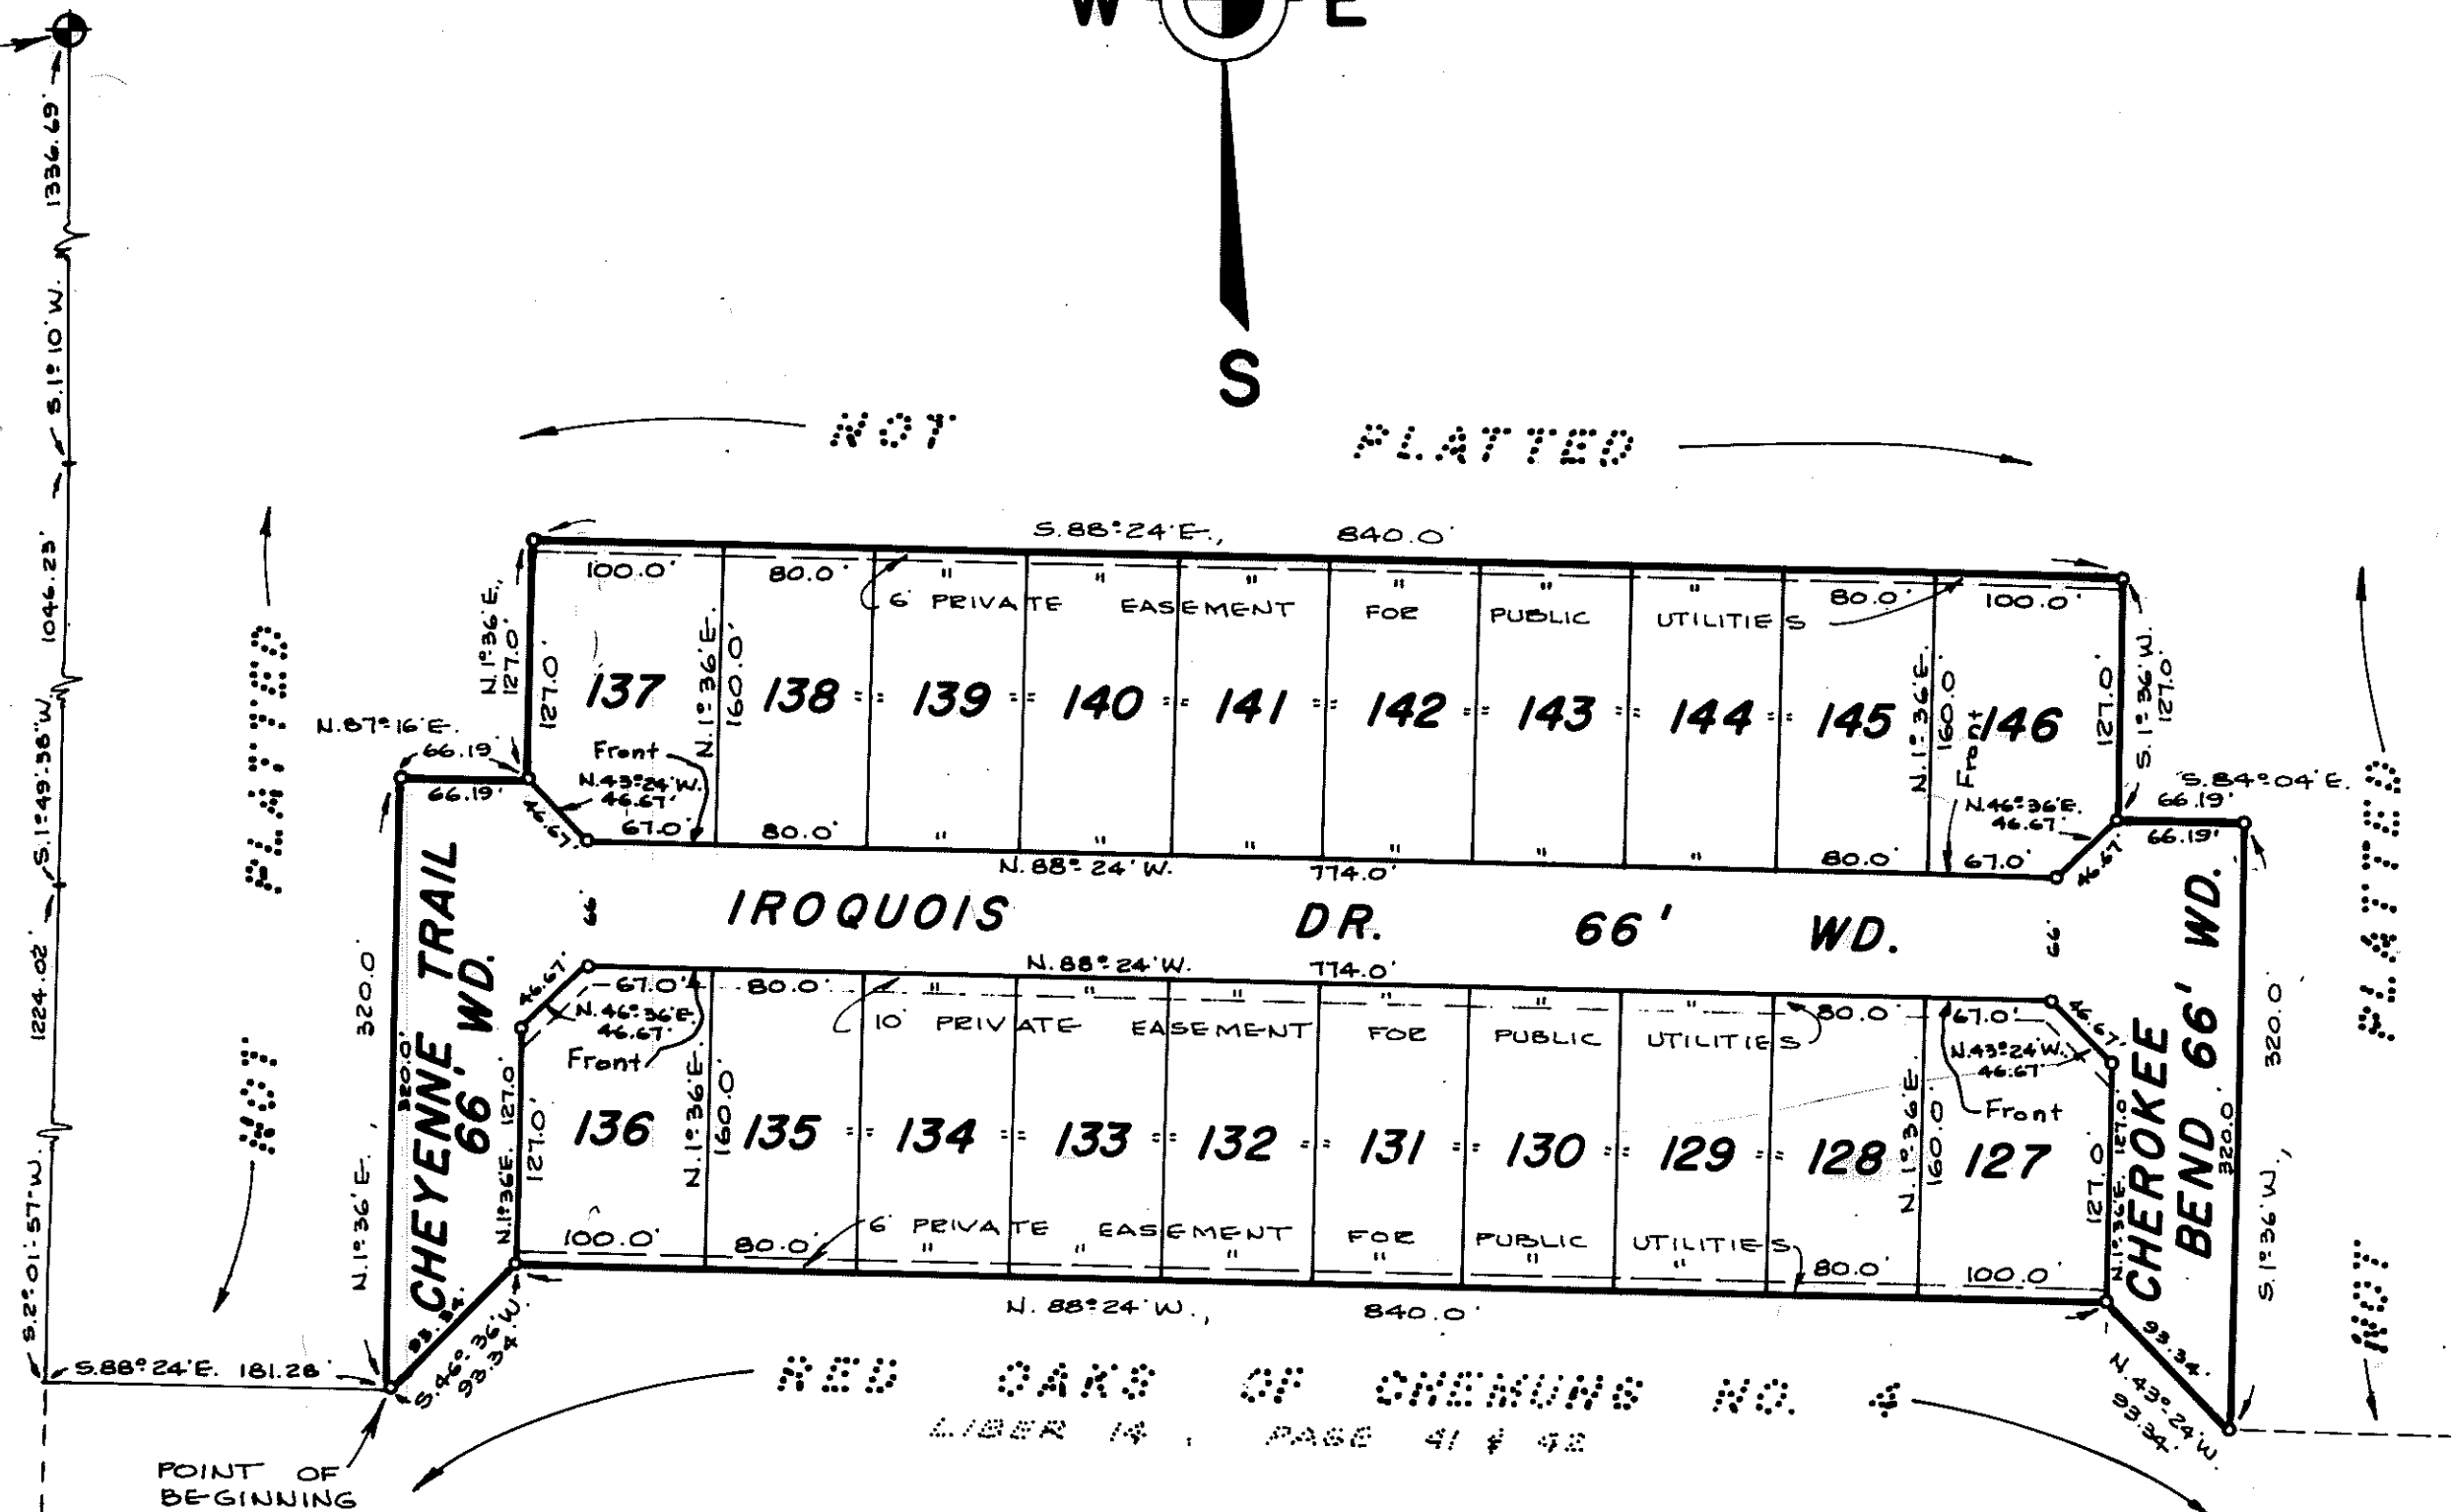 W E
S
1336.69'
S.1°10'W.
1046.23'
S.1°49'-38"W.
1224.02'
S.2°-01'-57"W.
NOT PLATTED
S.88°24'E., 840.0'
100.0' 80.0' " " " " " " 80.0' 100.0'
6' PRIVATE EASEMENT FOR PUBLIC UTILITIES
N.1°36'E., 127.0'
127.0'
N.1°36'E. 160.0'
N.1°36'E. 160.0'
127.0'
S.1°36'W. 127.0'
137 138 139 140 141 142 143 144 145 146
N.87°16'E.
66.19'
66.19'
Front
N.43°24'W.
46.67'
46.67'
67.0' 80.0' " " " " " " 80.0' 67.0'
Front
N.46°36'E.
46.67'
46.67'
S.84°04'E.
66.19'
66.19'
N.88°24'W. 774.0'
66' IROQUOIS DR. 66' WD. 66'
N.88°24'W. 774.0'
46.67'
67.0' 80.0' " " " " " " 80.0' 67.0'
N.46°36'E.
46.67'
Front
10' PRIVATE EASEMENT FOR PUBLIC UTILITIES
46.67'
N.43°24'W.
46.67'
Front
N.1°36'E. 127.0'
127.0'
N.1°36'E. 160.0'
N.1°36'E. 160.0'
127.0'
N.1°36'E. 127.0'
136 135 134 133 132 131 130 129 128 127
6' PRIVATE EASEMENT FOR PUBLIC UTILITIES
100.0' 80.0' " " " " " " 80.0' 100.0'
N.88°24'W., 840.0'
CHEYENNE TRAIL
66' WD.
N.1°36'E., 320.0'
320.0'
CHEROKEE
BEND 66' WD.
320.0'
S.1°36'W., 320.0'
NOT PLATTED
NOT PLATTED
S.88°24'E. 181.28'
93.34'
S.46°36'W.
93.34'
93.34'
N.43°24'W.
93.34'
RED OAKS OF CHEMUNG NO. 4
LIBER 14, PAGE 41 & 42
POINT OF
BEGINNING